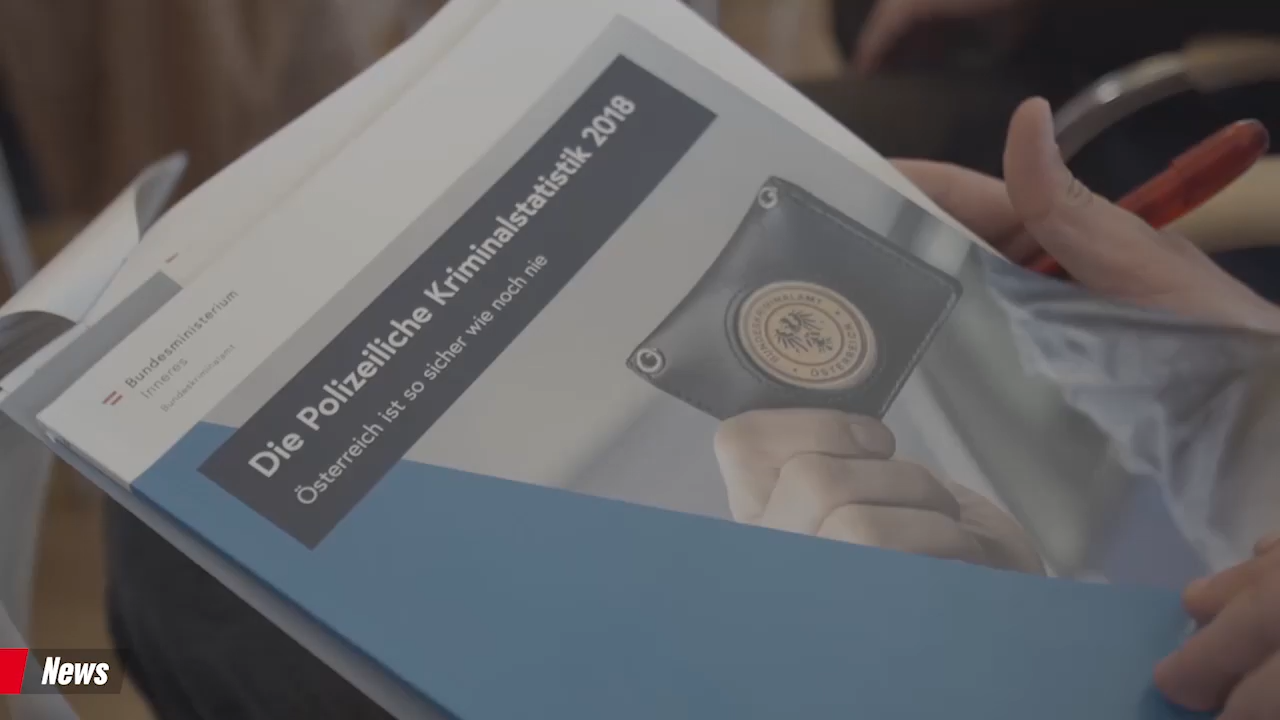 Die Polizeiliche Kriminalstatistik 2018
Österreich ist so sicher wie noch nie
Bundesministerium
Inneres
Bundeskriminalamt
BUNDESKRIMINALAMT
ÖSTERREICH
News